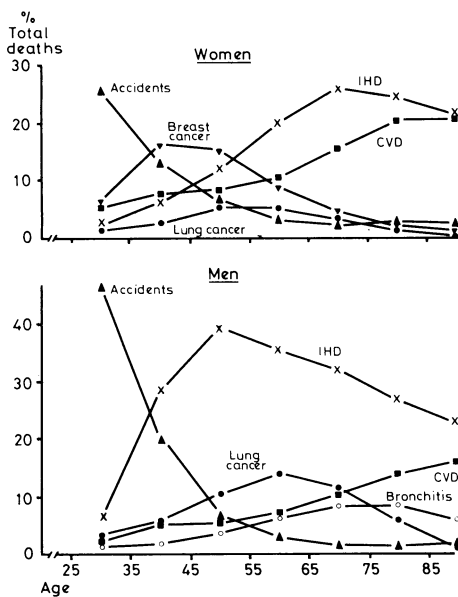 %
Total
deaths
Women
30
20
10
0
Accidents
Breast
cancer
IHD
CVD
Lung cancer
Men
40
30
20
10
0
Accidents
IHD
Lung
cancer
CVD
Bronchitis
25 35 45 55 65 75 85
Age